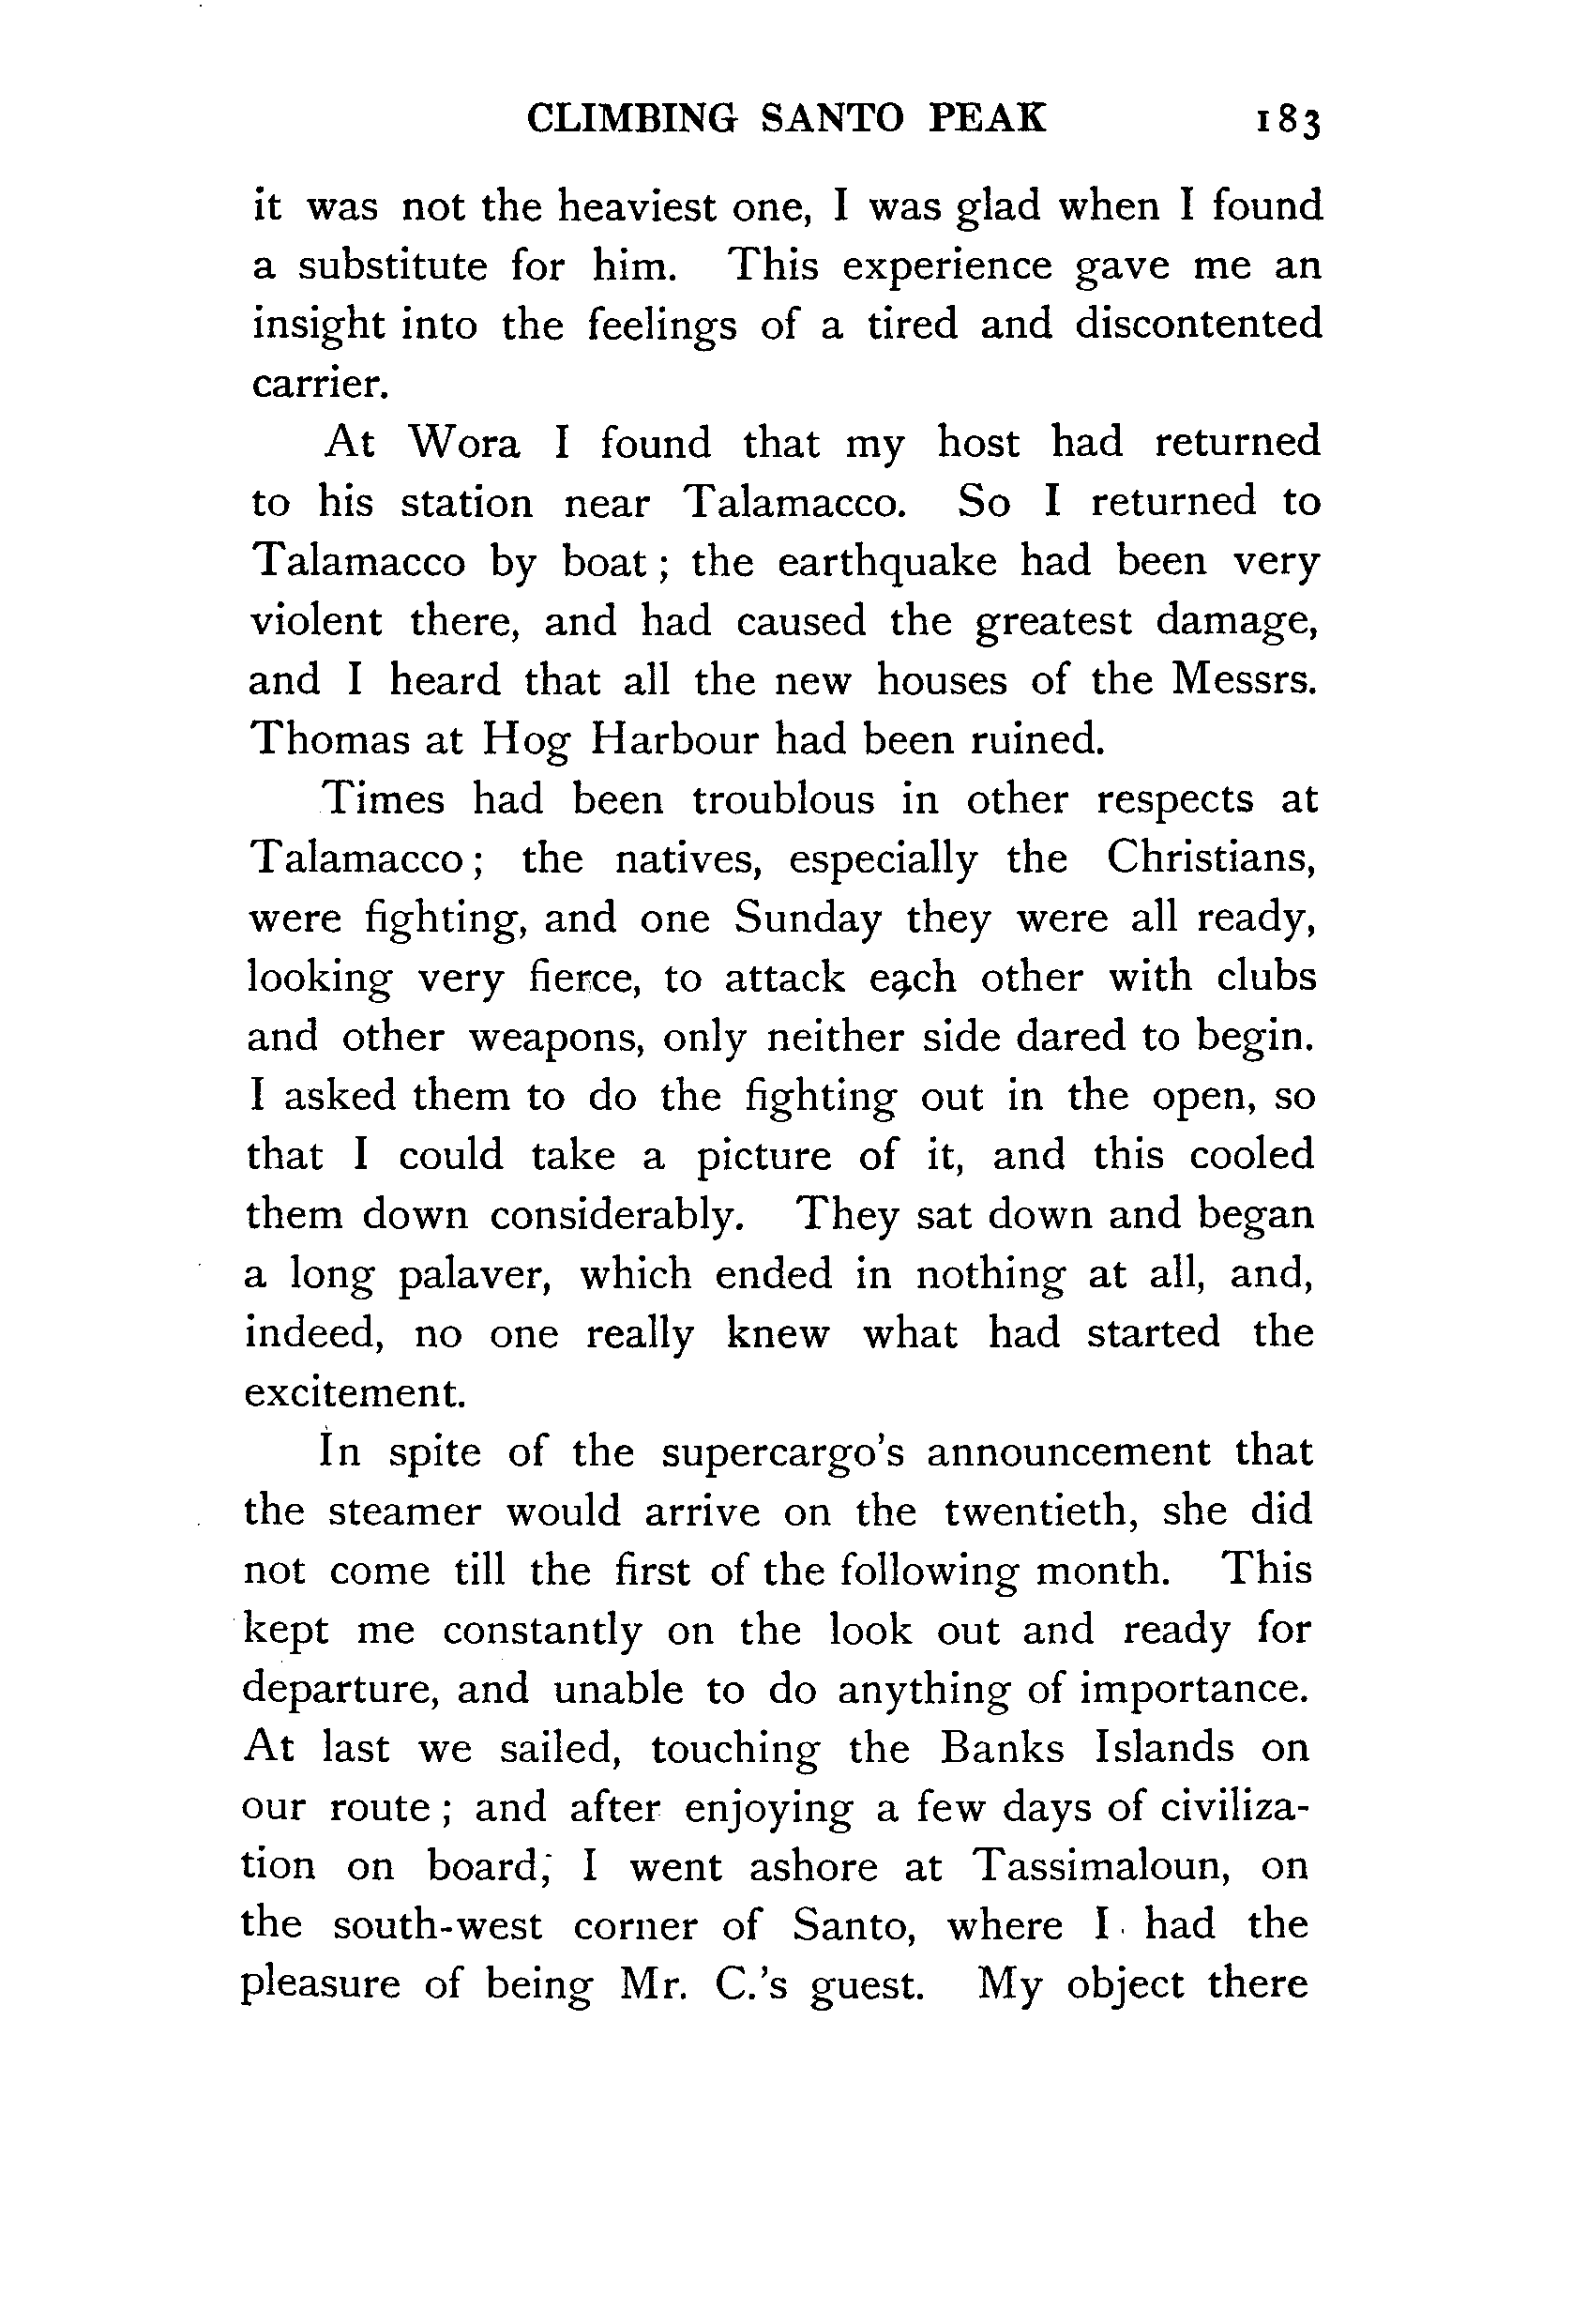 CLIMBING SANTO PEAK 183
it was not the heaviest one, I was glad when I found
a substitute for him. This experience gave me an
insight into the feelings of a tired and discontented
carrier.
At Wora I found that my host had returned
to his station near Talamacco. So I returned to
Talamacco by boat ; the earthquake had been very
violent there, and had caused the greatest damage,
and I heard that all the new houses of the Messrs.
Thomas at Hog Harbour had been ruined.
Times had been troublous in other respects at
Talamacco ; the natives, especially the Christians,
were fighting, and one Sunday they were all ready,
looking very fierce, to attack each other with clubs
and other weapons, only neither side dared to begin.
I asked them to do the fighting out in the open, so
that I could take a picture of it, and this cooled
them down considerably. They sat down and began
a long palaver, which ended in nothing at all, and,
indeed, no one really knew what had started the
excitement.
In spite of the supercargo's announcement that
the steamer would arrive on the twentieth, she did
not come till the first of the following month. This
kept me constantly on the look out and ready for
departure, and unable to do anything of importance.
At last we sailed, touching the Banks Islands on
our route ; and after enjoying a few days of civiliza-
tion on board, I went ashore at Tassimaloun, on
the south-west corner of Santo, where I had the
pleasure of being Mr. C.'s guest. My object there